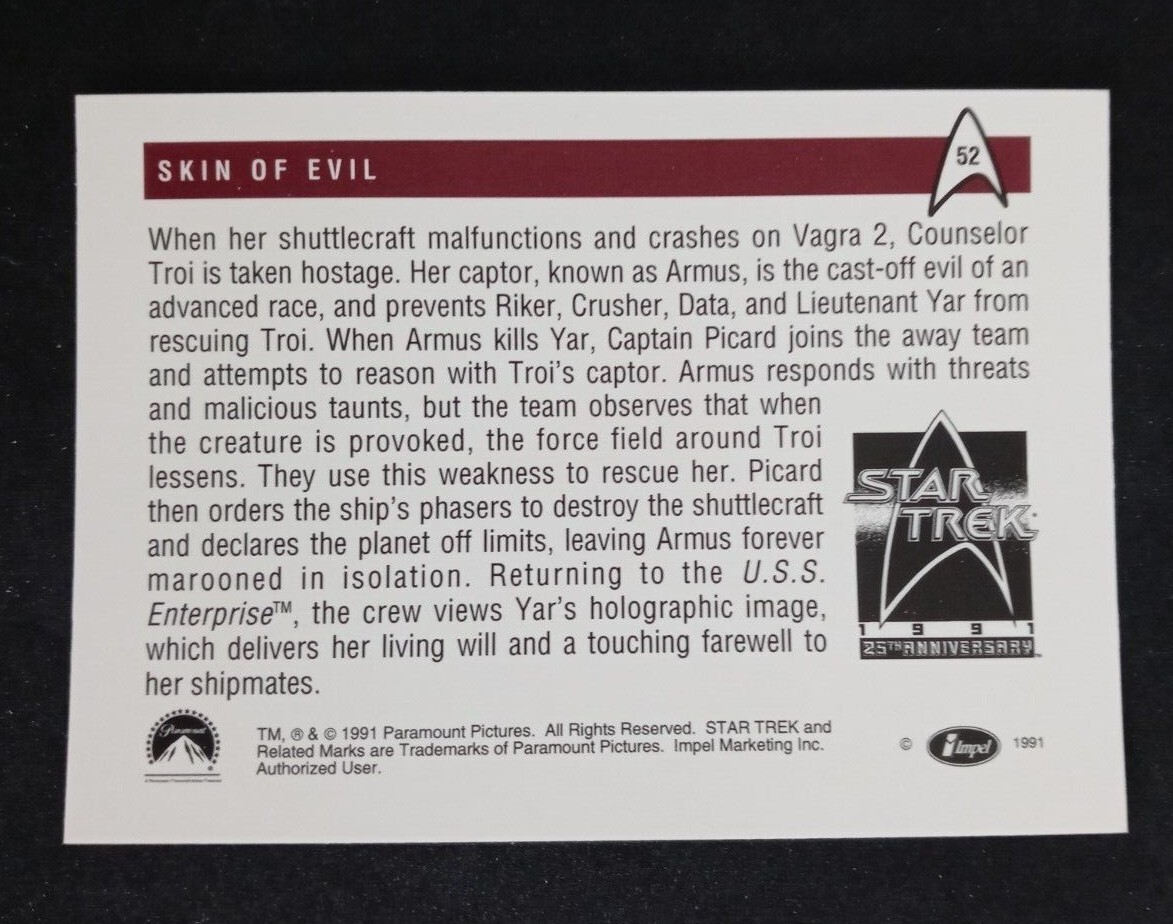 SKIN OF EVIL
52
When her shuttlecraft malfunctions and crashes on Vagra 2, Counselor
Troi is taken hostage. Her captor, known as Armus, is the cast-off evil of an
advanced race, and prevents Riker, Crusher, Data, and Lieutenant Yar from
rescuing Troi. When Armus kills Yar, Captain Picard joins the away team
and attempts to reason with Troi's captor. Armus responds with threats
and malicious taunts, but the team observes that when
the creature is provoked, the force field around Troi
lessens. They use this weakness to rescue her. Picard
then orders the ship's phasers to destroy the shuttlecraft
and declares the planet off limits, leaving Armus forever
marooned in isolation. Returning to the U.S.S.
Enterprise™, the crew views Yar's holographic image,
which delivers her living will and a touching farewell to
her shipmates.
STAR
TREK
1991
25TH ANNIVERSARY
Paramount
TM, ® & © 1991 Paramount Pictures. All Rights Reserved. STAR TREK and
Related Marks are Trademarks of Paramount Pictures. Impel Marketing Inc.
Authorized User.
© Impel 1991